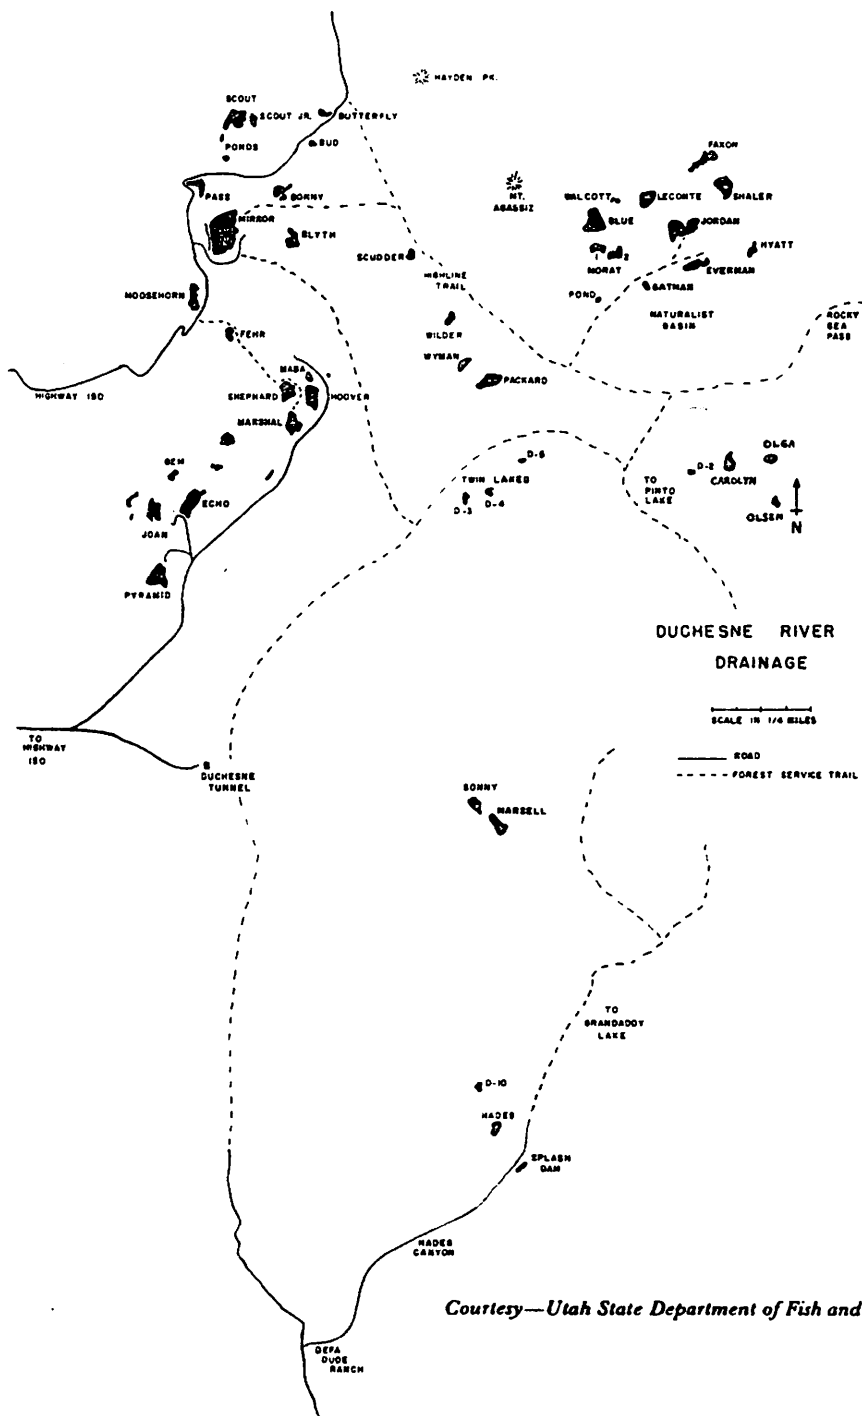 HAYDEN PK.
SCOUT
SCOUT JR.
BUTTERFLY
PONDS
BUD
FAXON
PASS
BONNY
MT.
AGASSIZ
WALCOTT
LECONTE
SHALER
MIRROR
BLUE
JORDAN
BLYTH
SCUDDER
1
2
MORAT
HYATT
EVERMAN
HIGHLINE
TRAIL
MOOSEHORN
POND
GATMAN
NATURALIST
BASIN
ROCKY
SEA
PASS
FEHR
WILDER
WYMAN
MABA
PACKARD
HIGHWAY 150
SHEPHARD
HOOVER
MARSHAL
GEM
D-5
OLGA
TWIN LAKES
TO
PINTO
LAKE
D-2
CAROLYN
ECHO
D-3
D-4
OLSEN
N
JOAN
PYRAMID
DUCHESNE RIVER
DRAINAGE
SCALE IN 1/4 MILES
TO
HIGHWAY
150
ROAD
DUCHESNE
TUNNEL
FOREST SERVICE TRAIL
SONNY
MARSELL
TO
GRANDADDY
LAKE
D-10
HADES
SPLASH
DAM
HADES
CANYON
Courtesy—Utah State Department of Fish and
DEFA
DUDE
RANCH